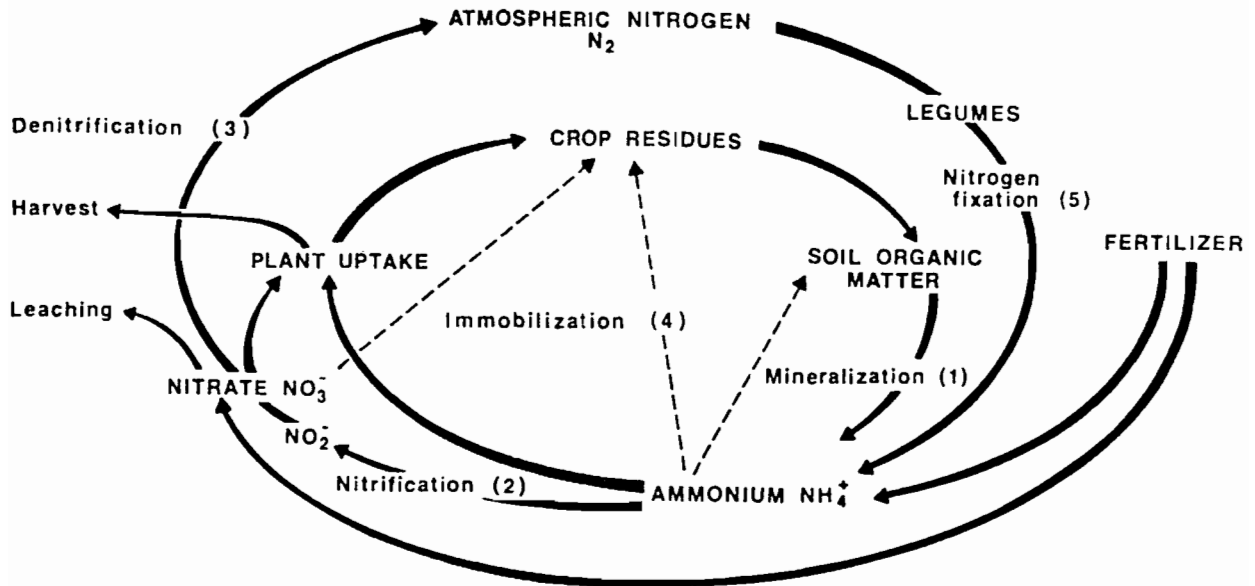 ATMOSPHERIC NITROGEN
N₂
LEGUMES
Denitrification (3)
CROP RESIDUES
Nitrogen
fixation (5)
Harvest
FERTILIZER
PLANT UPTAKE
SOIL ORGANIC
MATTER
Leaching
Immobilization (4)
Mineralization (1)
NITRATE NO₃⁻
NO₂⁻
Nitrification (2)
AMMONIUM NH₄⁺